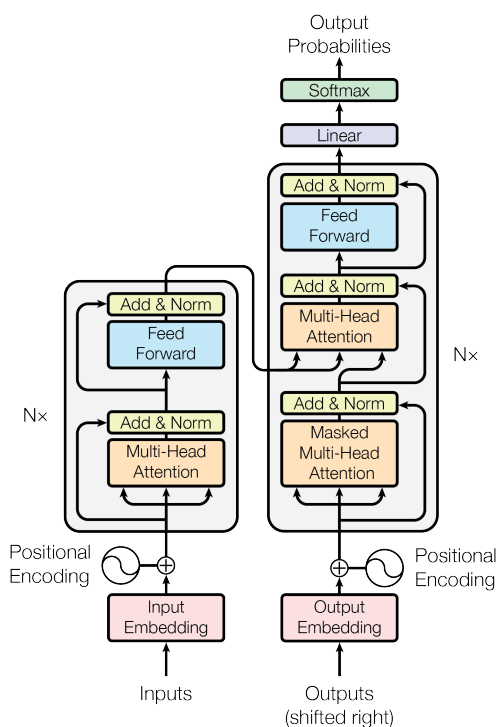 Output
Probabilities
Softmax
Linear
Add & Norm
Feed
Forward
Add & Norm
Multi-Head
Attention
Add & Norm
Masked
Multi-Head
Attention
N×
Positional
Encoding
Output
Embedding
Outputs
(shifted right)
Add & Norm
Feed
Forward
N×
Add & Norm
Multi-Head
Attention
Positional
Encoding
Input
Embedding
Inputs